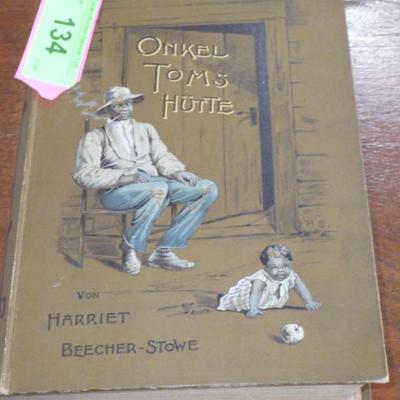 134
ONKEL
TOMS
HÜTTE
P.S.
VON
HARRIET
BEECHER-STOWE